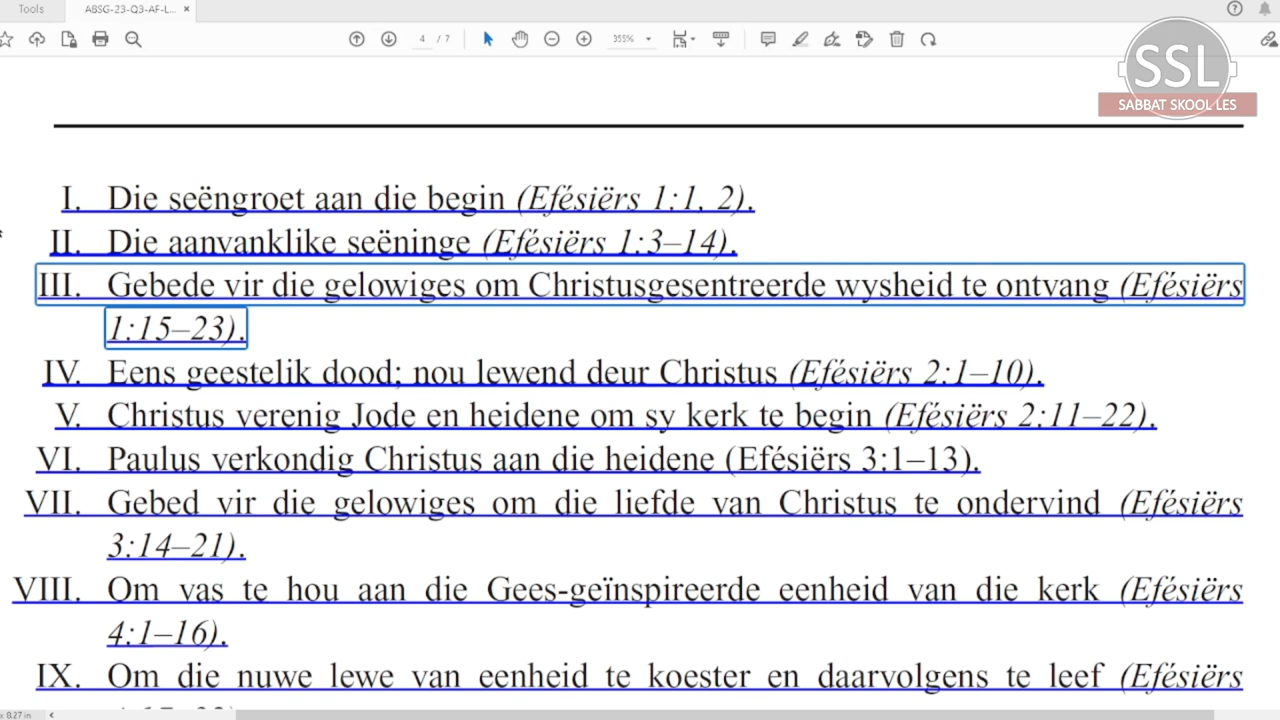 Tools
ABSG-23-Q3-AF-L... ×
4 / 7
355%
SSL
SABBAT SKOOL LES
I. Die seëngroet aan die begin (Efésiërs 1:1, 2).
II. Die aanvanklike seëninge (Efésiërs 1:3–14).
III. Gebede vir die gelowiges om Christusgesentreerde wysheid te ontvang (Efésiërs
1:15–23).
IV. Eens geestelik dood; nou lewend deur Christus (Efésiërs 2:1–10).
V. Christus verenig Jode en heidene om sy kerk te begin (Efésiërs 2:11–22).
VI. Paulus verkondig Christus aan die heidene (Efésiërs 3:1–13).
VII. Gebed vir die gelowiges om die liefde van Christus te ondervind (Efésiërs
3:14–21).
VIII. Om vas te hou aan die Gees-geïnspireerde eenheid van die kerk (Efésiërs
4:1–16).
IX. Om die nuwe lewe van eenheid te koester en daarvolgens te leef (Efésiërs
x 8.27 in